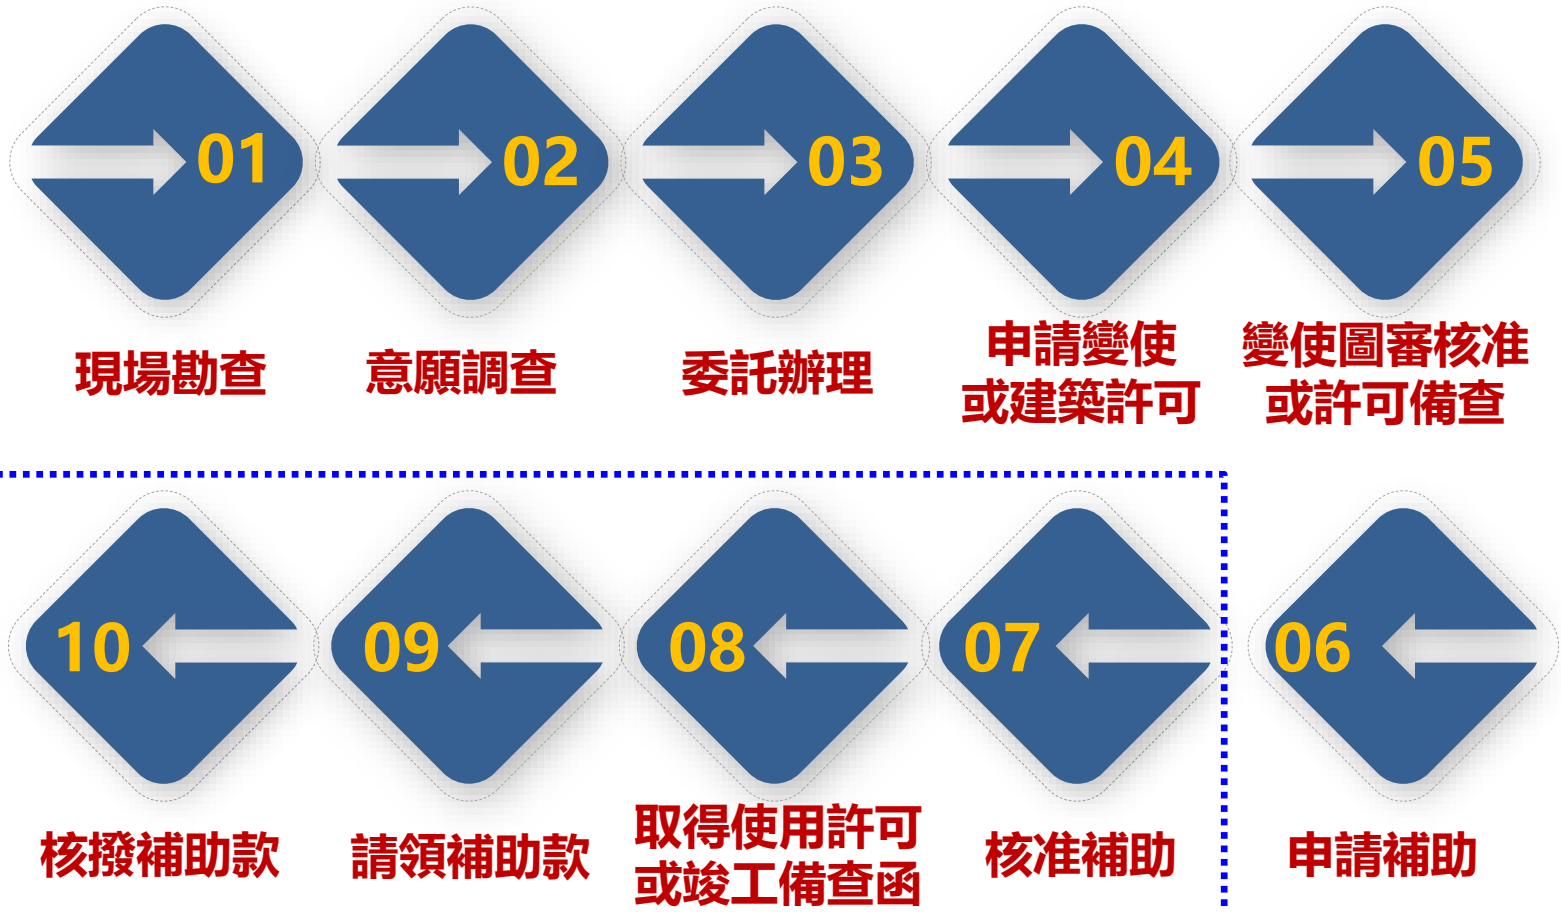 01
現場勘查
02
意願調查
03
委託辦理
04
申請變使
或建築許可
05
變使圖審核准
或許可備查
06
申請補助
07
核准補助
08
取得使用許可
或竣工備查函
09
請領補助款
10
核撥補助款